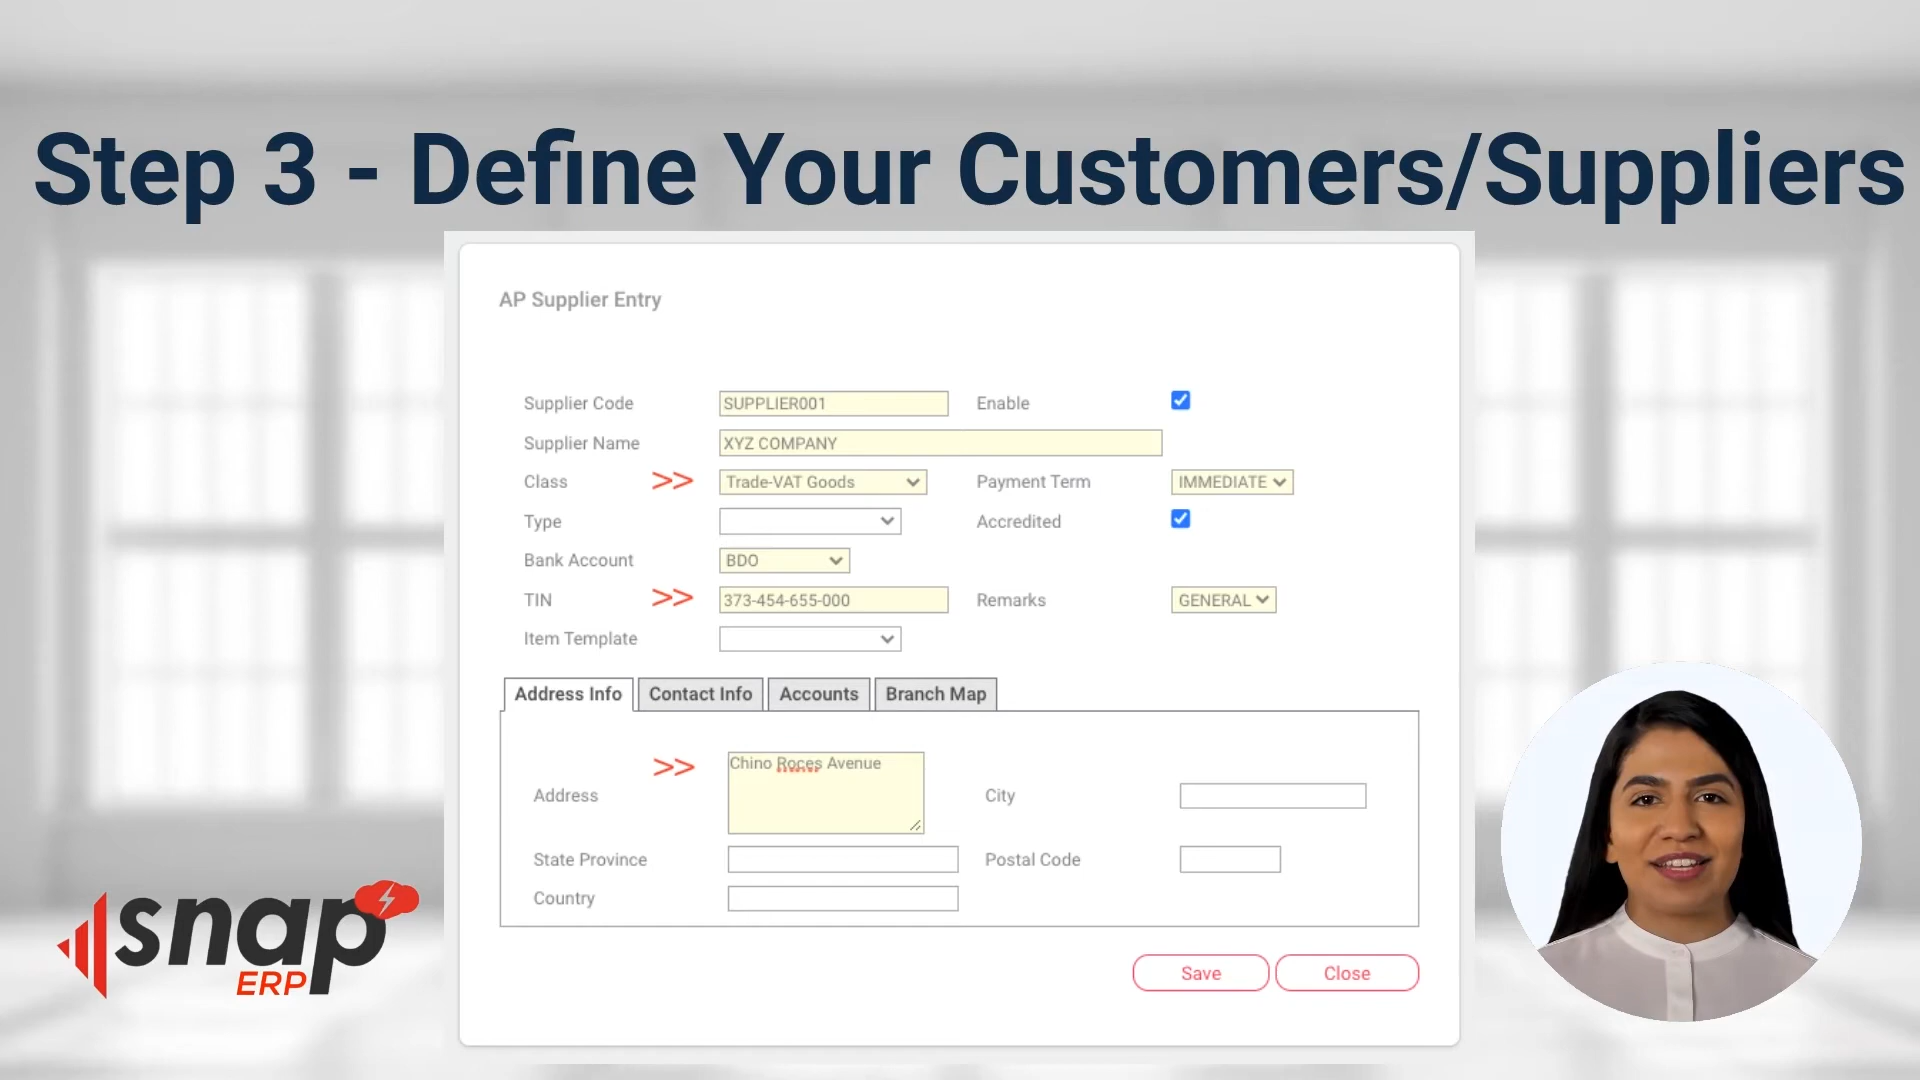 Step 3 - Define Your Customers/Suppliers
AP Supplier Entry
Supplier Code SUPPLIER001 Enable
Supplier Name XYZ COMPANY
Class >> Trade-VAT Goods Payment Term IMMEDIATE
Type Accredited
Bank Account BDO
TIN >> 373-454-655-000 Remarks GENERAL
Item Template
Address Info Contact Info Accounts Branch Map
>> Chino Roces Avenue
Address City
State Province Postal Code
Country
Save Close
snap
ERP